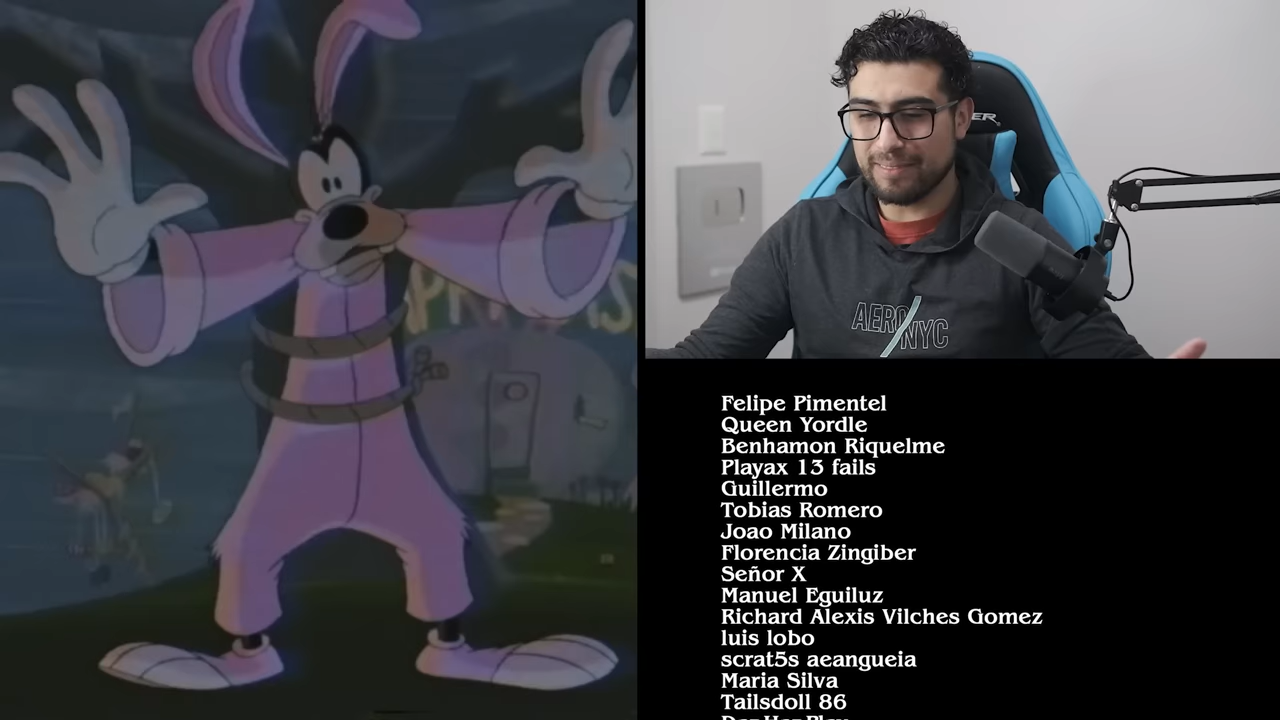 ER
AERO/NYC
Felipe Pimentel
Queen Yordle
Benhamon Riquelme
Playax 13 fails
Guillermo
Tobias Romero
Joao Milano
Florencia Zingiber
Señor X
Manuel Eguiluz
Richard Alexis Vilches Gomez
luis lobo
scrat5s aeangueia
Maria Silva
Tailsdoll 86